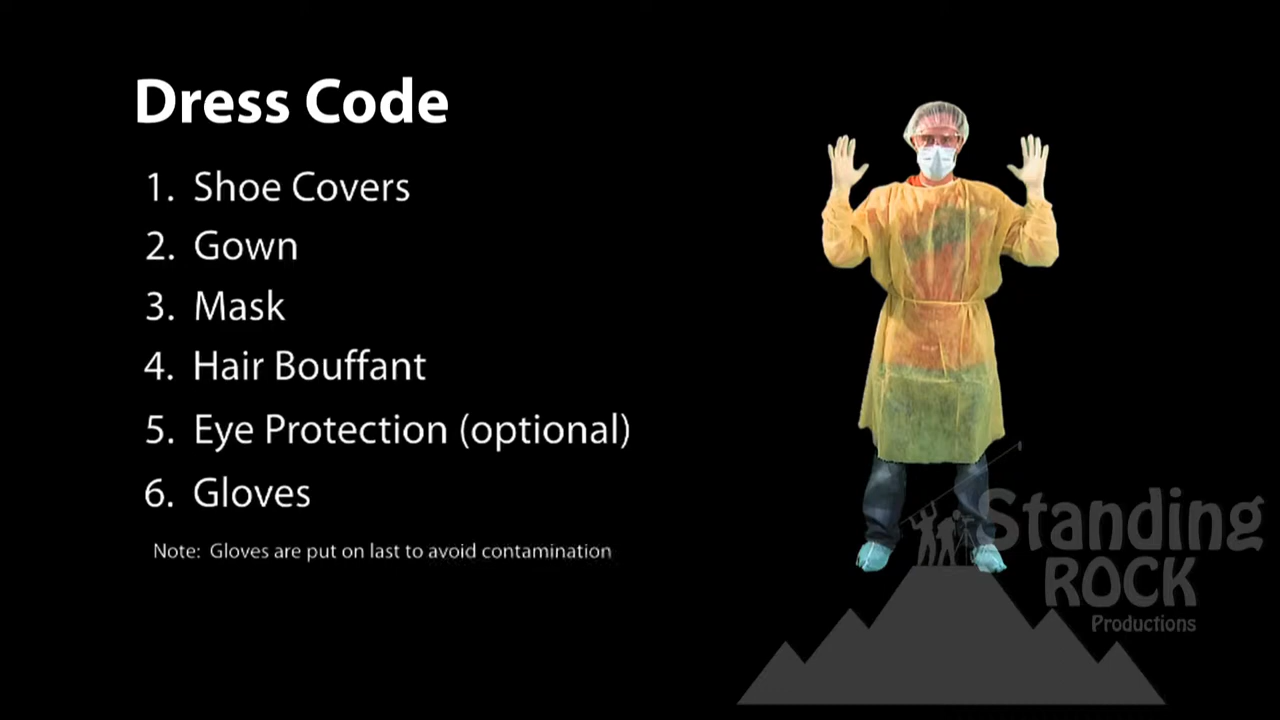 Dress Code
1. Shoe Covers
2. Gown
3. Mask
4. Hair Bouffant
5. Eye Protection (optional)
6. Gloves
Note: Gloves are put on last to avoid contamination
Standing
ROCK
Productions